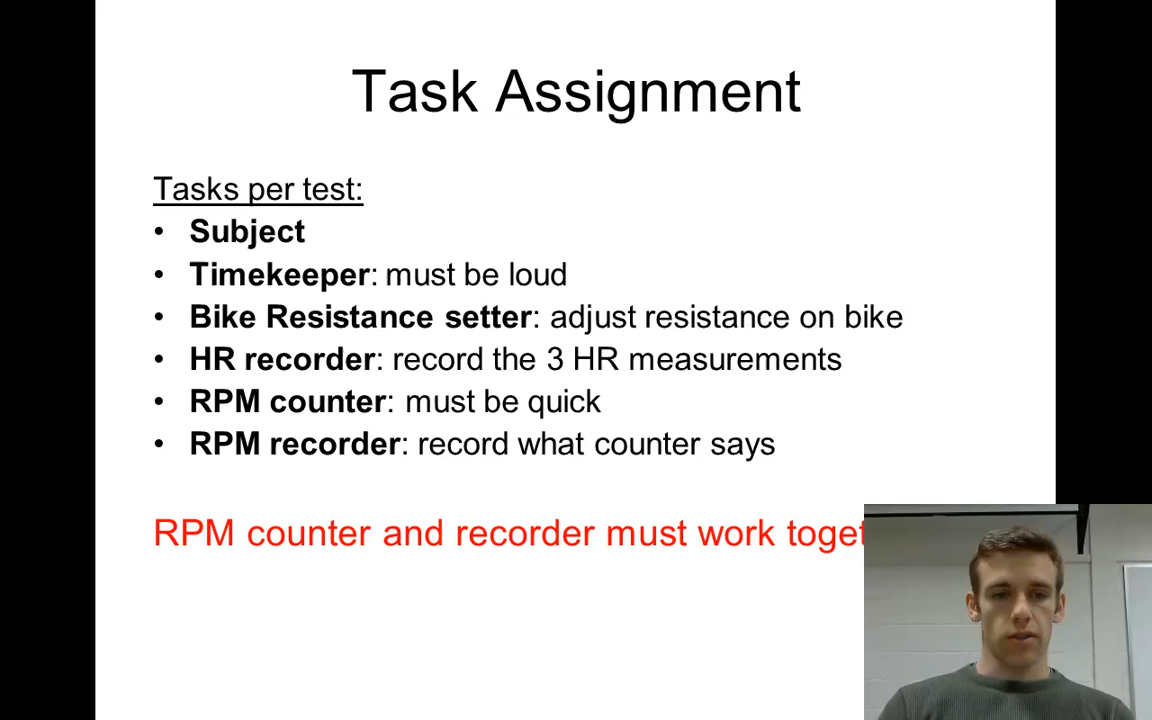 Task Assignment
Tasks per test:
• Subject
• Timekeeper: must be loud
• Bike Resistance setter: adjust resistance on bike
• HR recorder: record the 3 HR measurements
• RPM counter: must be quick
• RPM recorder: record what counter says
RPM counter and recorder must work